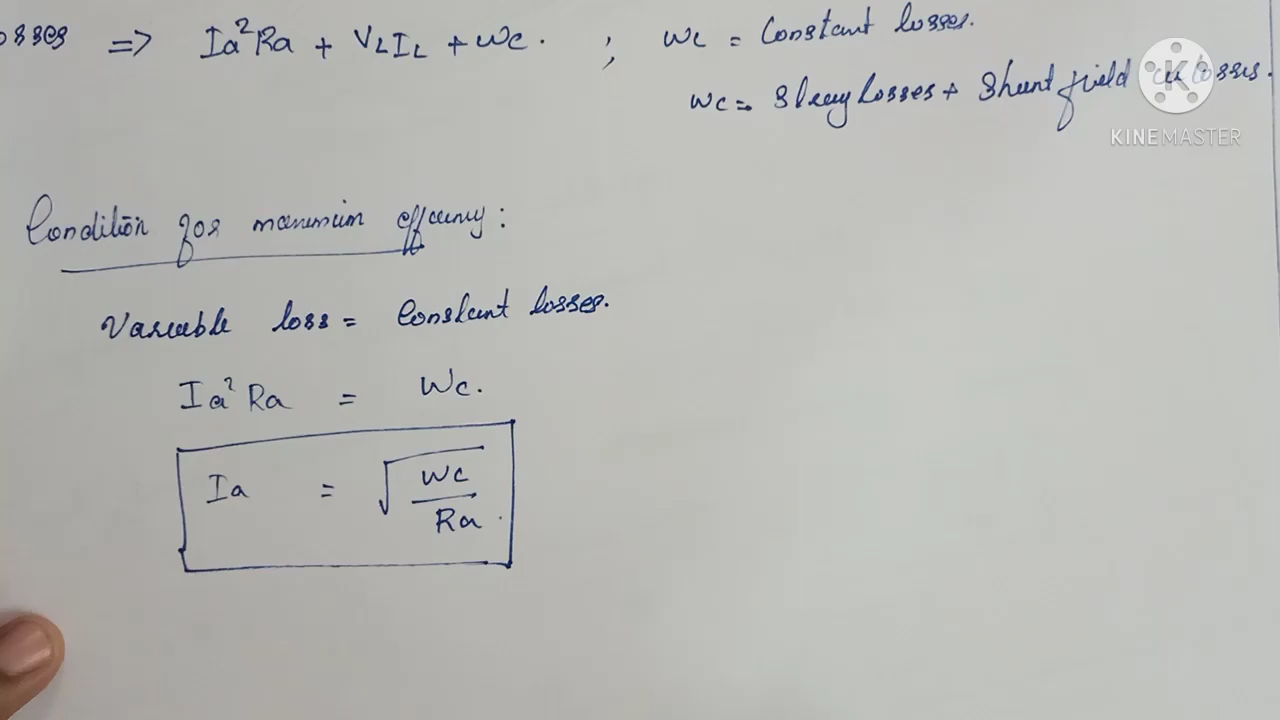 osses => Ia²Ra + VLIL + Wc. ; Wc = Constant losses.
Wc = Stray losses + Shunt field cu losses.
KINEMASTER
Condition for maximum efficiency:
Variable loss = Constant losses.
Ia²Ra = Wc.
Ia = √(Wc/Ra)